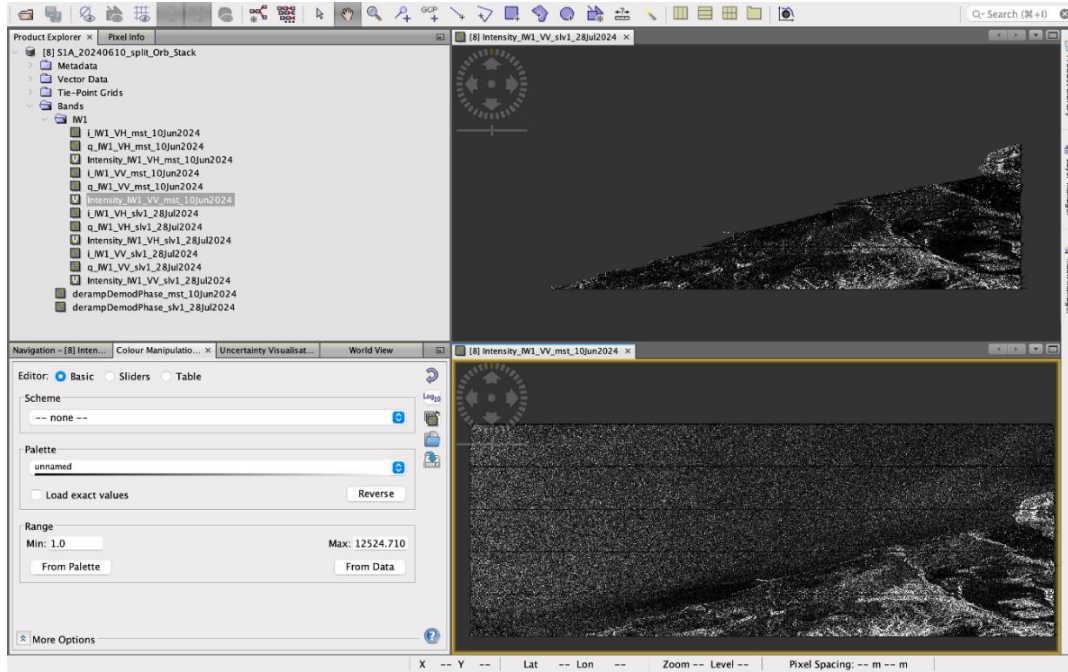 GCP
Search (⌘+I)
Product Explorer × Pixel Info
[8] S1A_20240610_split_Orb_Stack
Metadata
Vector Data
Tie-Point Grids
Bands
IW1
i_IW1_VH_mst_10Jun2024
q_IW1_VH_mst_10Jun2024
Intensity_IW1_VH_mst_10Jun2024
i_IW1_VV_mst_10Jun2024
q_IW1_VV_mst_10Jun2024
Intensity_IW1_VV_mst_10Jun2024
i_IW1_VH_slv1_28Jul2024
q_IW1_VH_slv1_28Jul2024
Intensity_IW1_VH_slv1_28Jul2024
i_IW1_VV_slv1_28Jul2024
q_IW1_VV_slv1_28Jul2024
Intensity_IW1_VV_slv1_28Jul2024
derampDemodPhase_mst_10Jun2024
derampDemodPhase_slv1_28Jul2024
[8] Intensity_IW1_VV_slv1_28Jul2024 ×
Navigation - [8] Inten... Colour Manipulatio... × Uncertainty Visualisat... World View
Editor: Basic Sliders Table
Log10
Scheme
-- none --
Palette
unnamed
Load exact values Reverse
Range
Min: 1.0 Max: 12524.710
From Palette From Data
More Options
[8] Intensity_IW1_VV_mst_10Jun2024 ×
X -- Y -- Lat -- Lon -- Zoom -- Level -- Pixel Spacing: -- m -- m